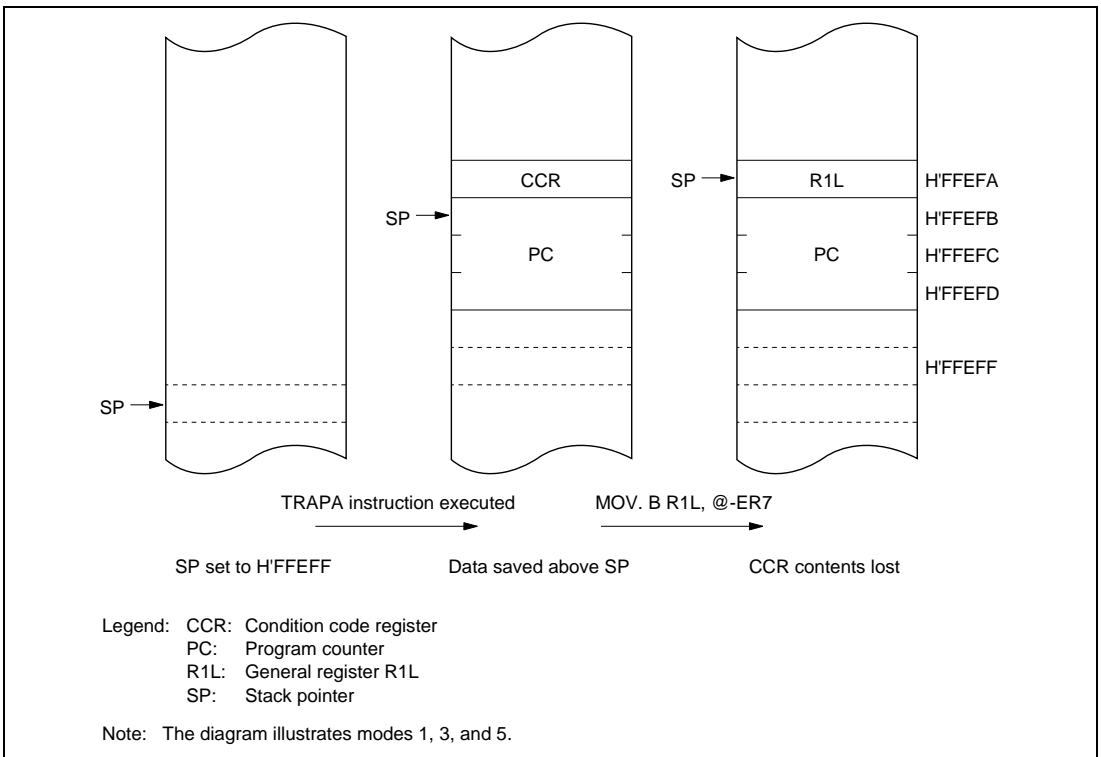 CCR
SP
R1L
H'FFEFA
SP
H'FFEFB
PC
PC
H'FFEFC
H'FFEFD
H'FFEFF
SP
TRAPA instruction executed
MOV. B R1L, @-ER7
SP set to H'FFEFF
Data saved above SP
CCR contents lost
Legend: CCR: Condition code register
PC: Program counter
R1L: General register R1L
SP: Stack pointer
Note: The diagram illustrates modes 1, 3, and 5.